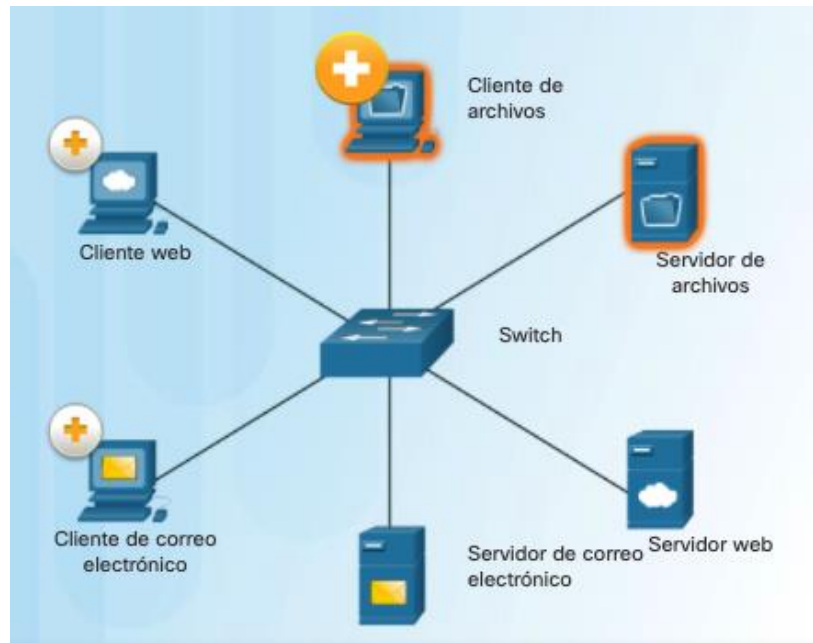 Cliente de
archivos
Cliente web
Servidor de
archivos
Switch
Cliente de correo
electrónico
Servidor de correo
electrónico
Servidor web